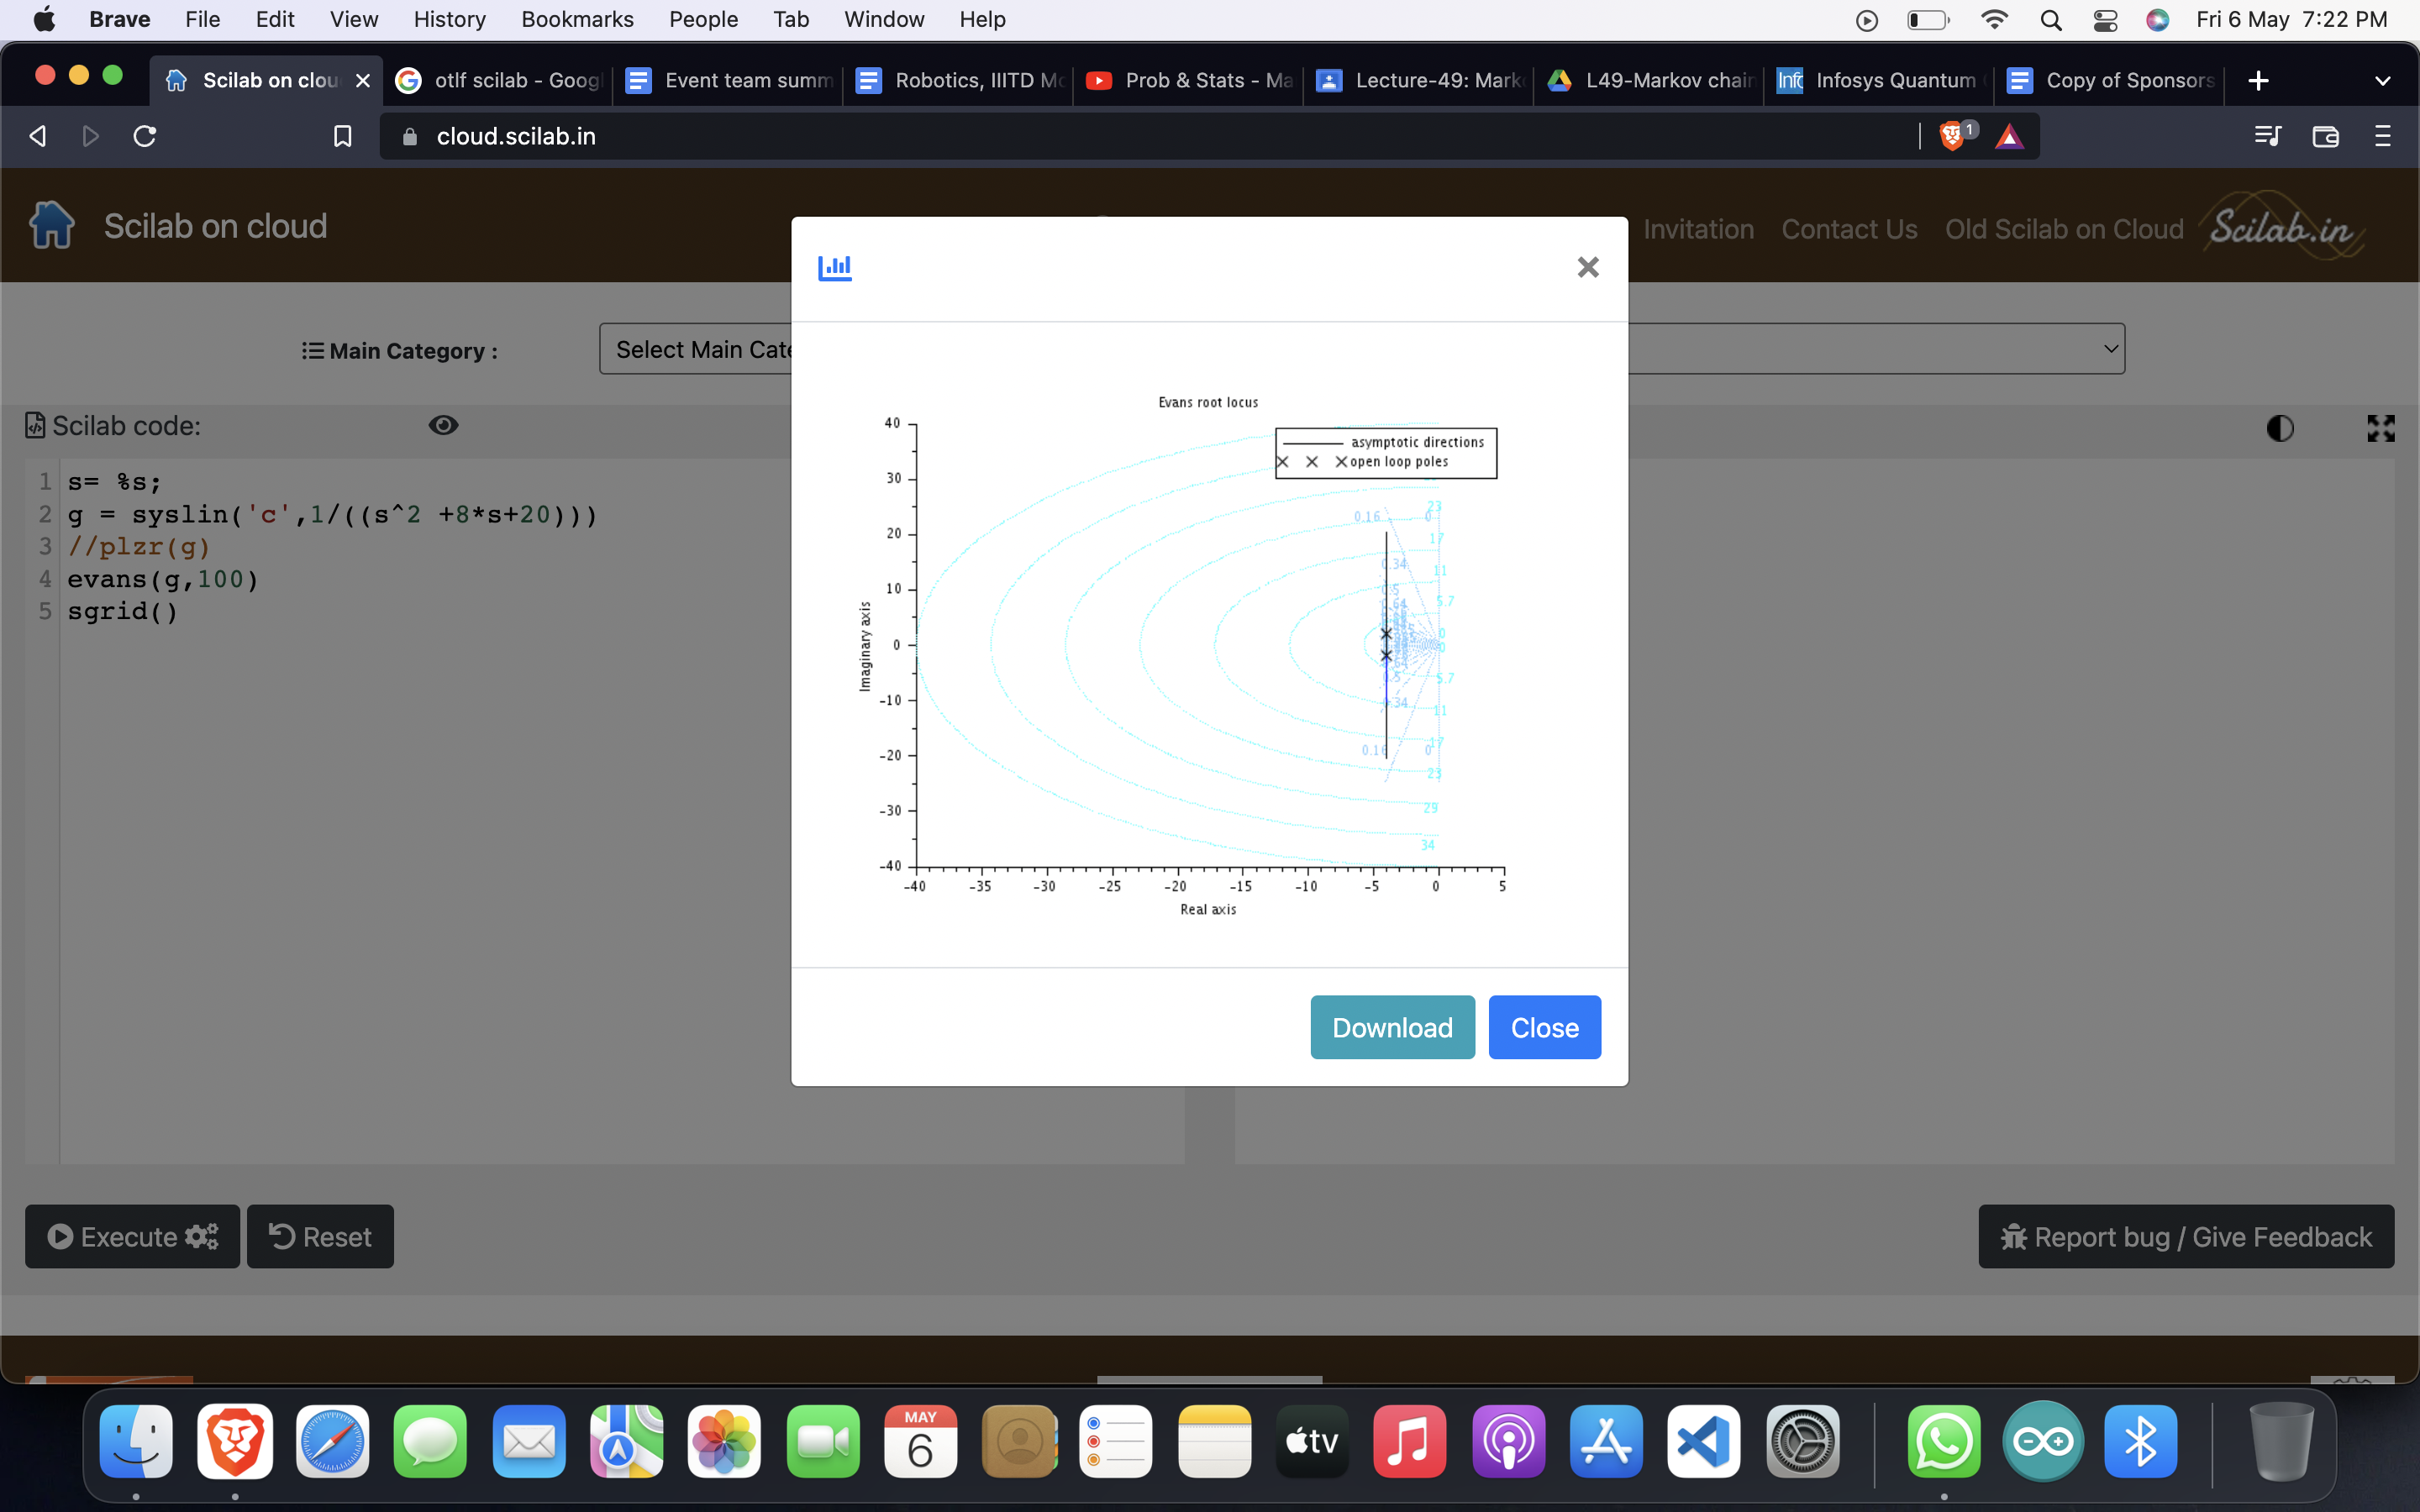 Brave File Edit View History Bookmarks People Tab Window Help Fri 6 May 7:22 PM
Scilab on clou otlf scilab - Goog Event team summ Robotics, IIITD Mo Prob & Stats - Ma Lecture-49: Mark L49-Markov chain Info Infosys Quantum Copy of Sponsors
cloud.scilab.in 1
Scilab on cloud Invitation Contact Us Old Scilab on Cloud Scilab.in
Main Category : Select Main Cate
Scilab code:
1 s= %s;
2 g = syslin('c',1/((s^2 +8*s+20)))
3 //plzr(g)
4 evans(g,100)
5 sgrid()
Evans root locus
asymptotic directions
open loop poles
Imaginary axis
40
30
20
10
0
-10
-20
-30
-40
23
0.16 0
17
0.34 11
0.5
0.64 5.7
0
0.5 5.7
0.34
11
0.16 0 17
23
29
34
-40 -35 -30 -25 -20 -15 -10 -5 0 5
Real axis
Download Close
Execute Reset Report bug / Give Feedback
MAY
6
tv